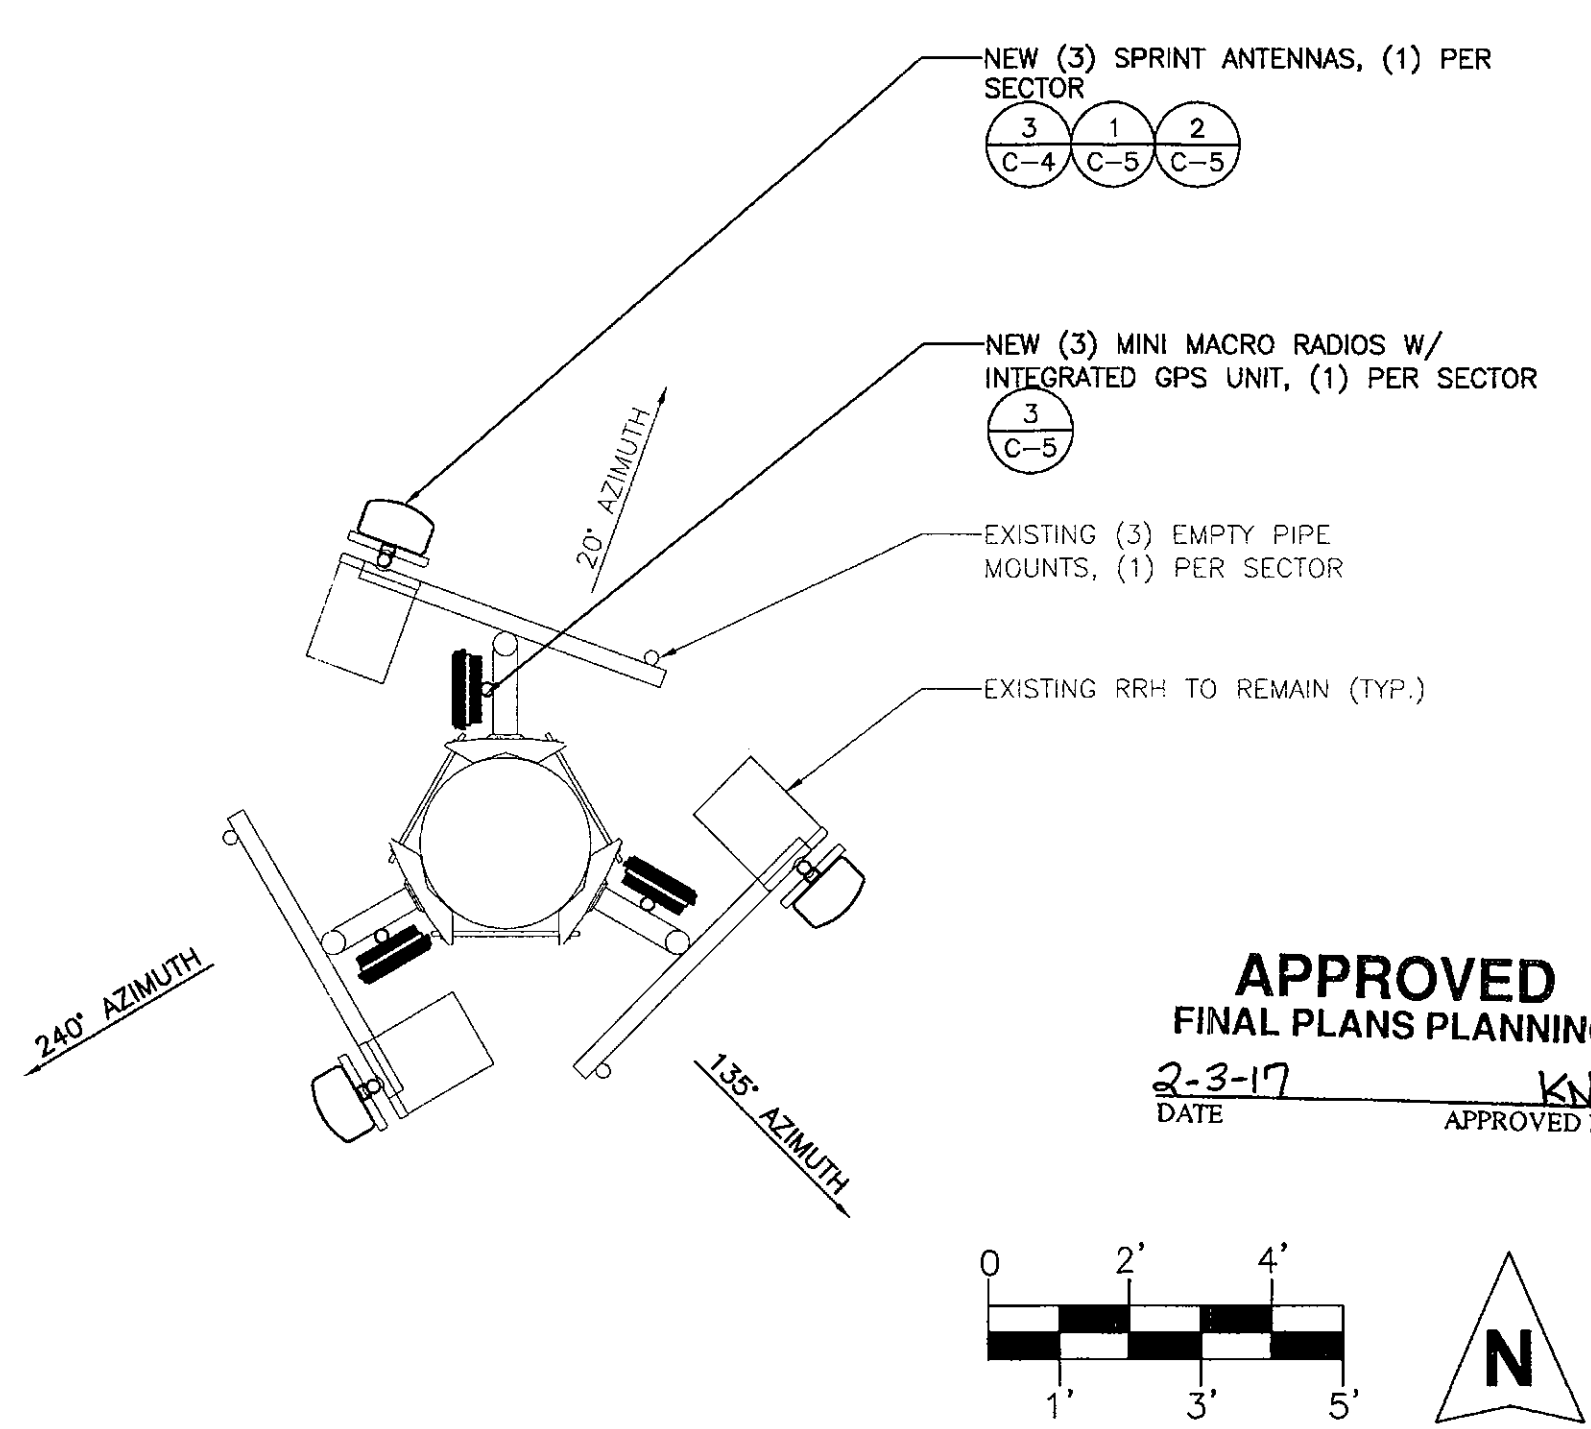 NEW (3) SPRINT ANTENNAS, (1) PER
SECTOR
3 1 2
C-4 C-5 C-5
NEW (3) MINI MACRO RADIOS W/
INTEGRATED GPS UNIT, (1) PER SECTOR
3
C-5
20° AZIMUTH
EXISTING (3) EMPTY PIPE
MOUNTS, (1) PER SECTOR
EXISTING RRH TO REMAIN (TYP.)
240° AZIMUTH
135° AZIMUTH
APPROVED
FINAL PLANS
2-3-17 KN
DATE APPROVED
0 2' 4'
1' 3' 5'
N